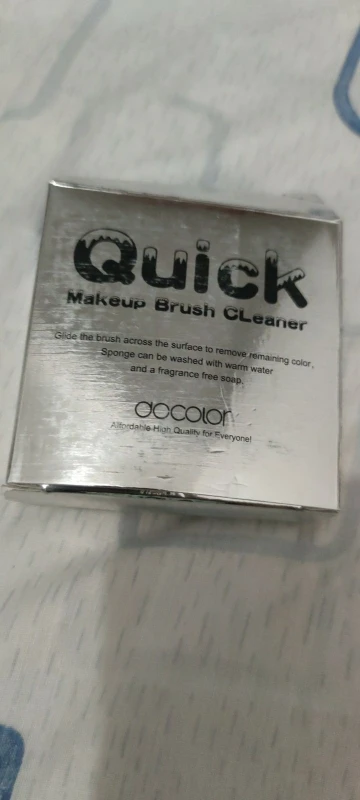 Quick
Makeup Brush CLeaner
Glide the brush across the surface to remove remaining color,
Sponge can be washed with warm water
and a fragrance free soap.
docolor
Affordable High Quality for Everyone!